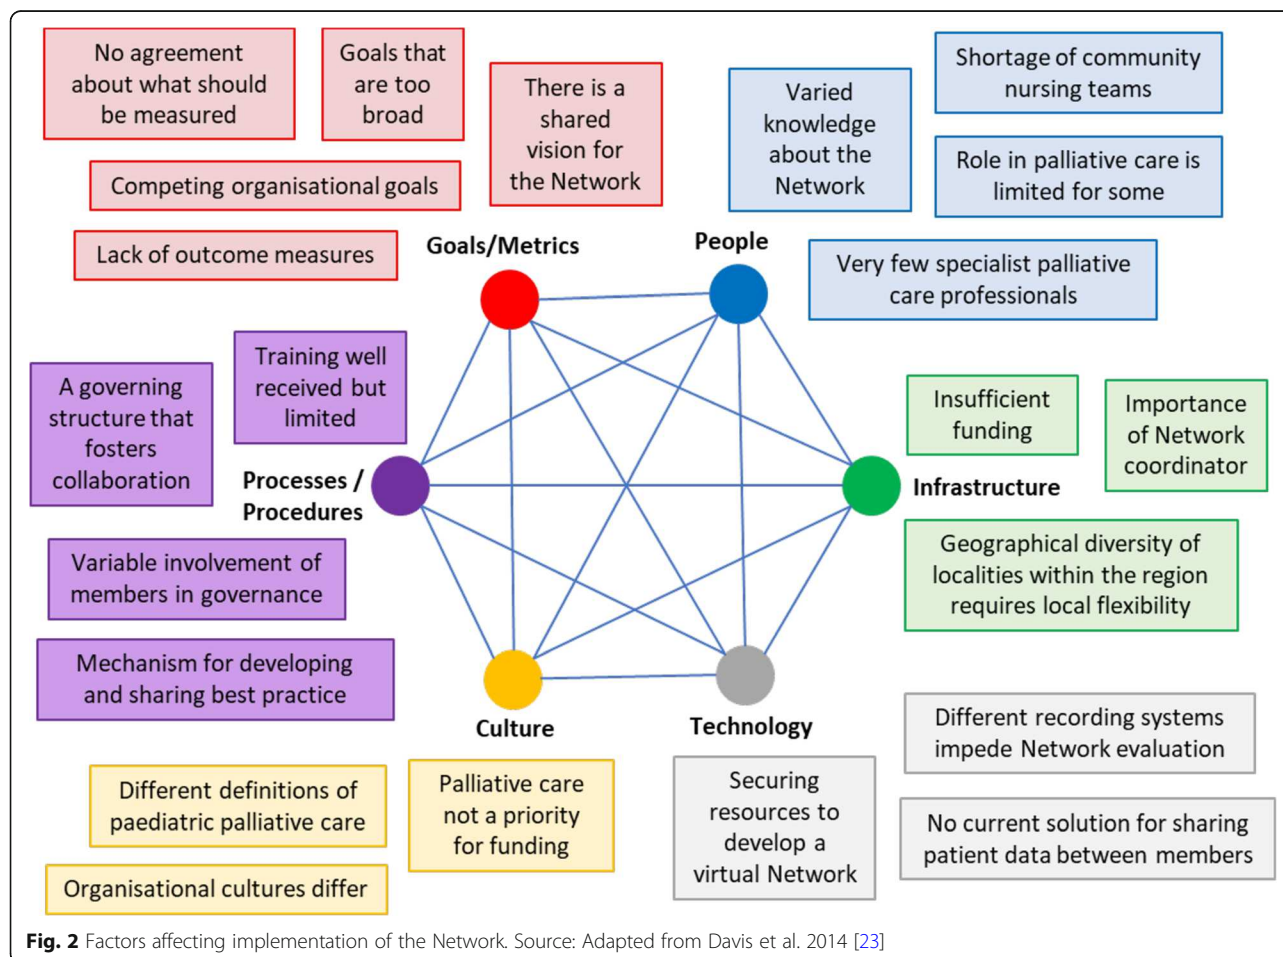 No agreement
about what should
be measured
Goals that
are too
broad
There is a
shared
vision for
the Network
Competing organisational goals
Lack of outcome measures
Goals/Metrics
Varied
knowledge
about the
Network
Shortage of community
nursing teams
Role in palliative care is
limited for some
Very few specialist palliative
care professionals
People
A governing
structure that
fosters
collaboration
Training well
received but
limited
Processes /
Procedures
Variable involvement of
members in governance
Mechanism for developing
and sharing best practice
Insufficient
funding
Importance
of Network
coordinator
Infrastructure
Geographical diversity of
localities within the region
requires local flexibility
Culture
Different definitions of
paediatric palliative care
Palliative care
not a priority
for funding
Organisational cultures differ
Technology
Securing
resources to
develop a
virtual Network
Different recording systems
impede Network evaluation
No current solution for sharing
patient data between members
Fig. 2 Factors affecting implementation of the Network. Source: Adapted from Davis et al. 2014 [23]